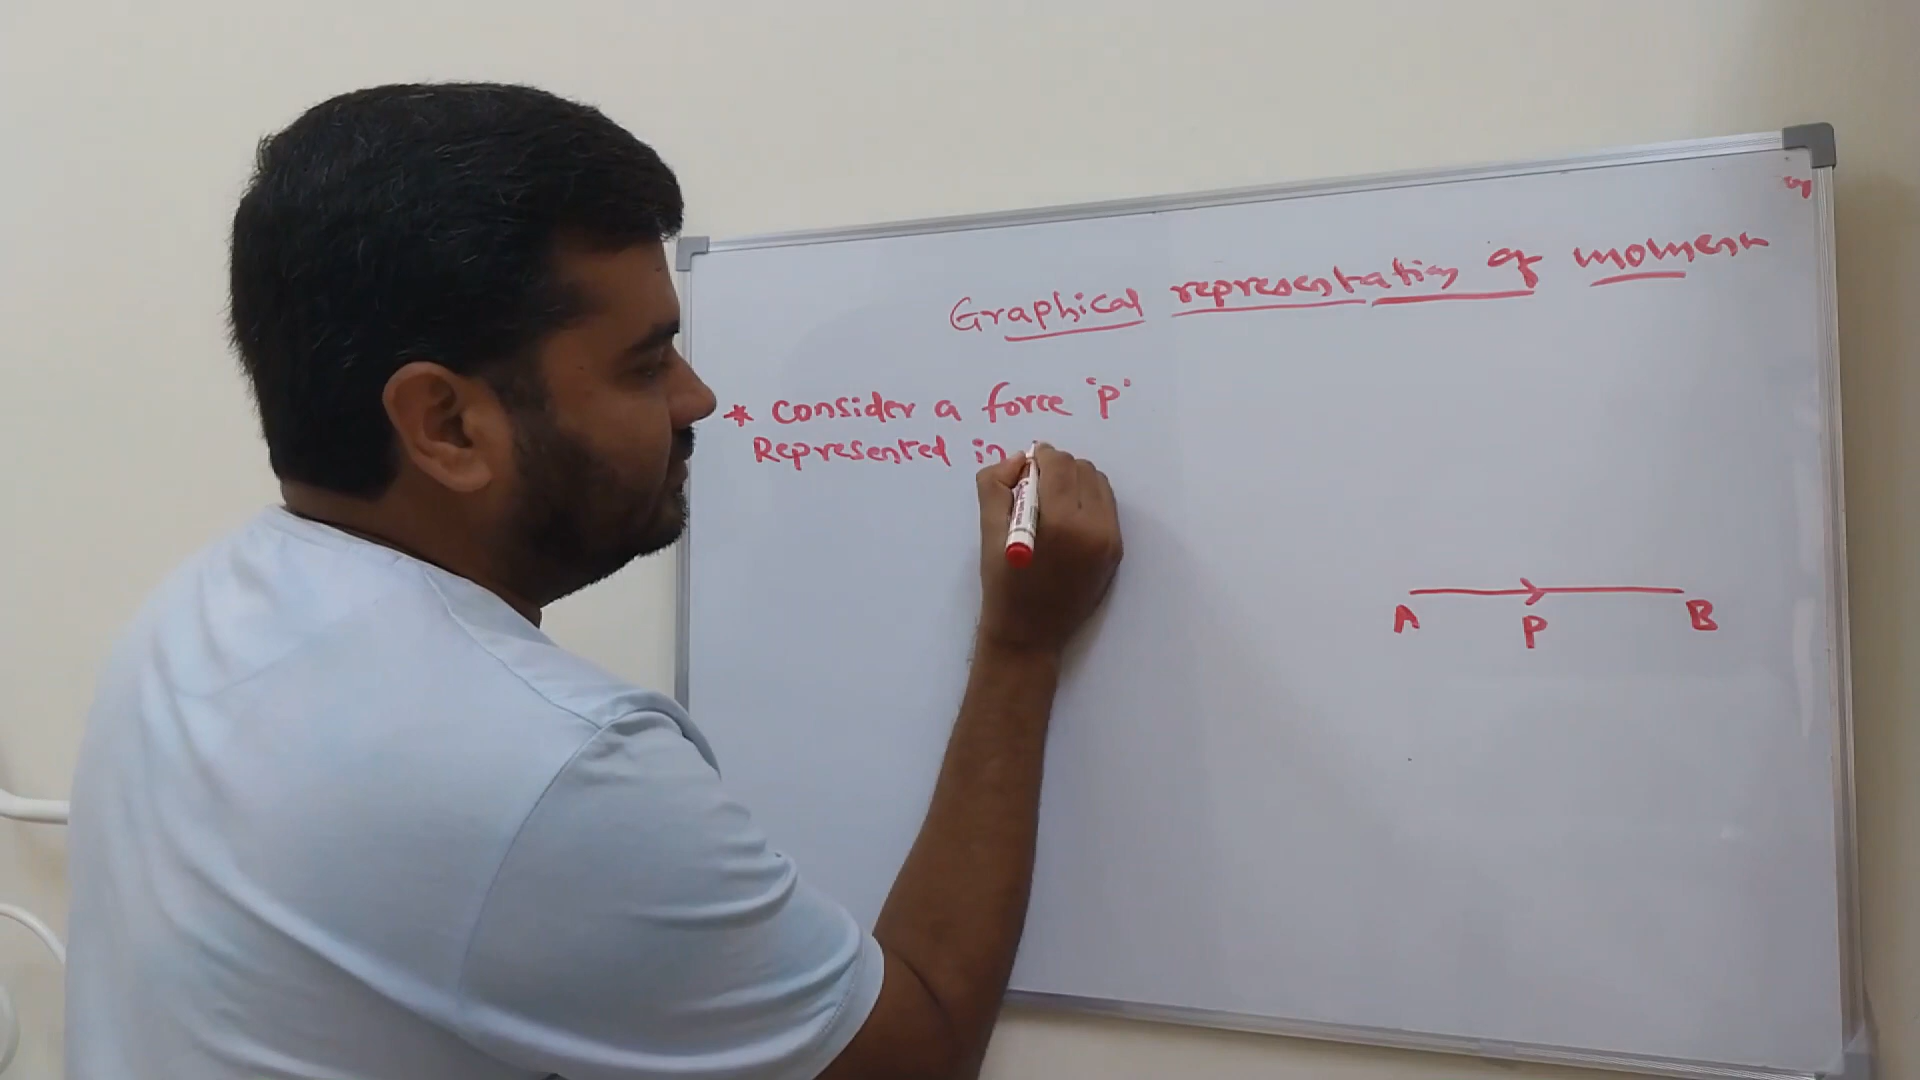 Graphical representation of moment
* Consider a force 'P'
Represented in
A P B